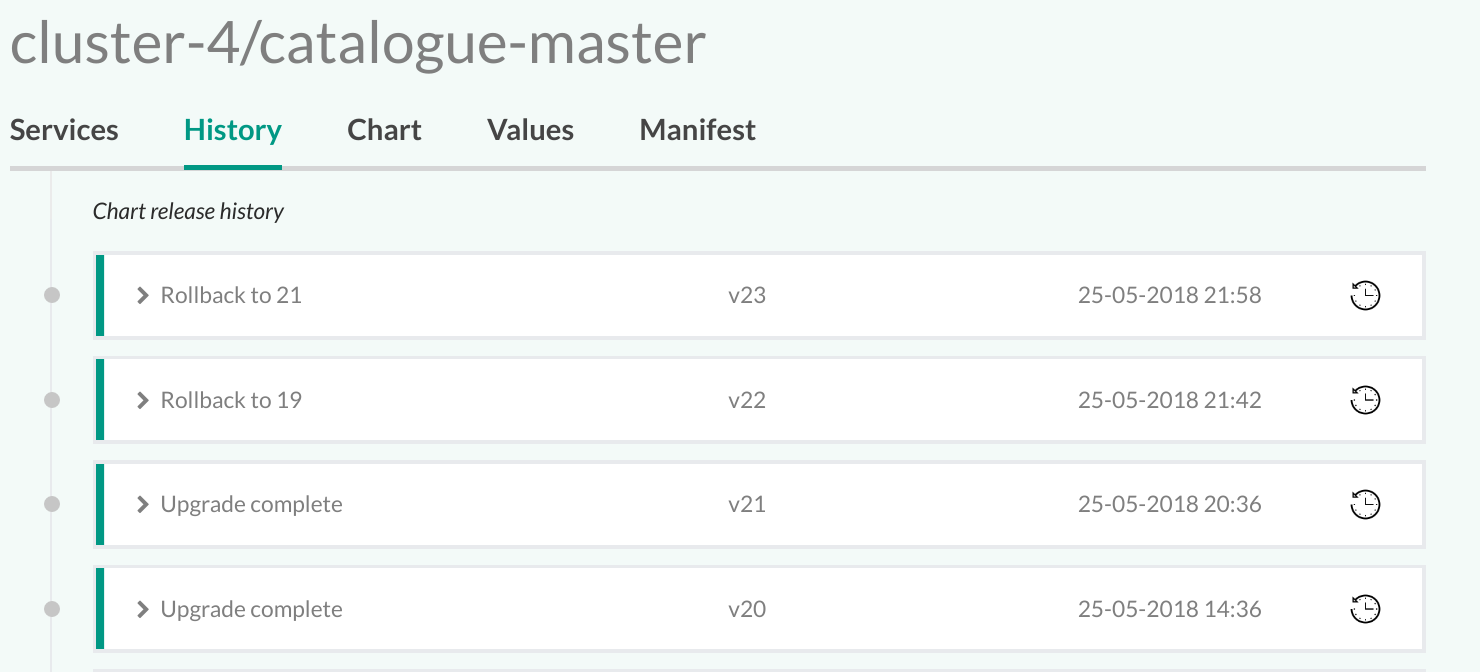 cluster-4/catalogue-master
Services History Chart Values Manifest
Chart release history
Rollback to 21 v23 25-05-2018 21:58
Rollback to 19 v22 25-05-2018 21:42
Upgrade complete v21 25-05-2018 20:36
Upgrade complete v20 25-05-2018 14:36